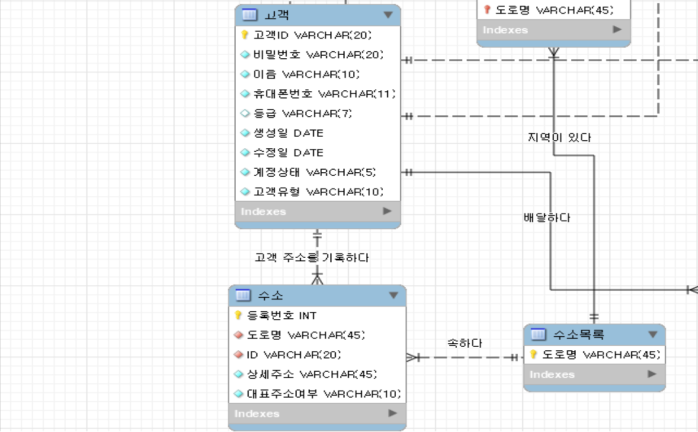 고객
고객ID VARCHAR(20)
비밀번호 VARCHAR(20)
이름 VARCHAR(10)
휴대폰번호 VARCHAR(11)
등급 VARCHAR(7)
생성일 DATE
수정일 DATE
계정상태 VARCHAR(5)
고객유형 VARCHAR(10)
Indexes
도로명 VARCHAR(45)
Indexes
지역이 있다
배달하다
고객 주소를 기록하다
주소
등록번호 INT
도로명 VARCHAR(45)
ID VARCHAR(20)
상세주소 VARCHAR(45)
대표주소여부 VARCHAR(10)
Indexes
속하다
주소목록
도로명 VARCHAR(45)
Indexes